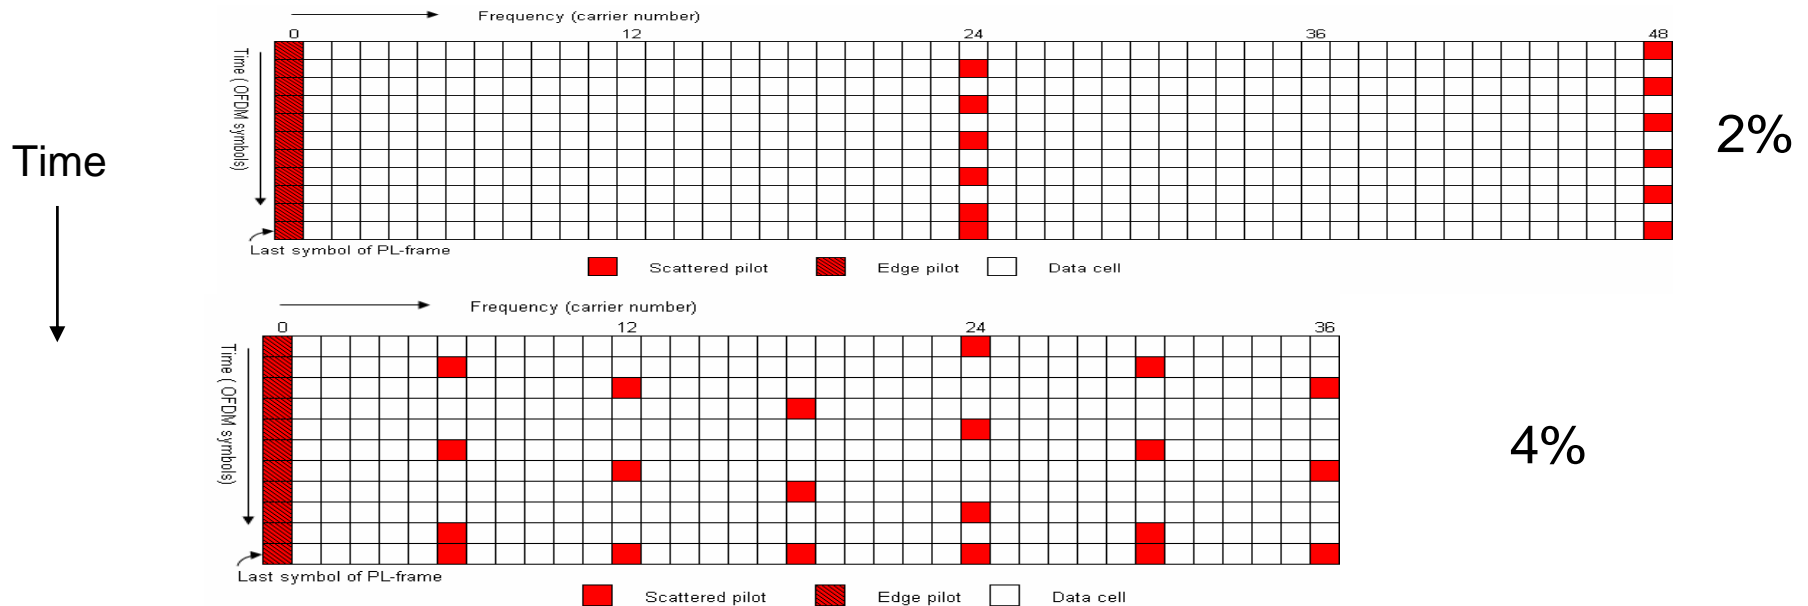 Frequency (carrier number)
0 12 24 36 48
Time ( OFDM symbols)
2%
Time
Last symbol of PL-frame
Scattered pilot Edge pilot Data cell
Frequency (carrier number)
0 12 24 36
Time ( OFDM symbols)
4%
Last symbol of PL-frame
Scattered pilot Edge pilot Data cell